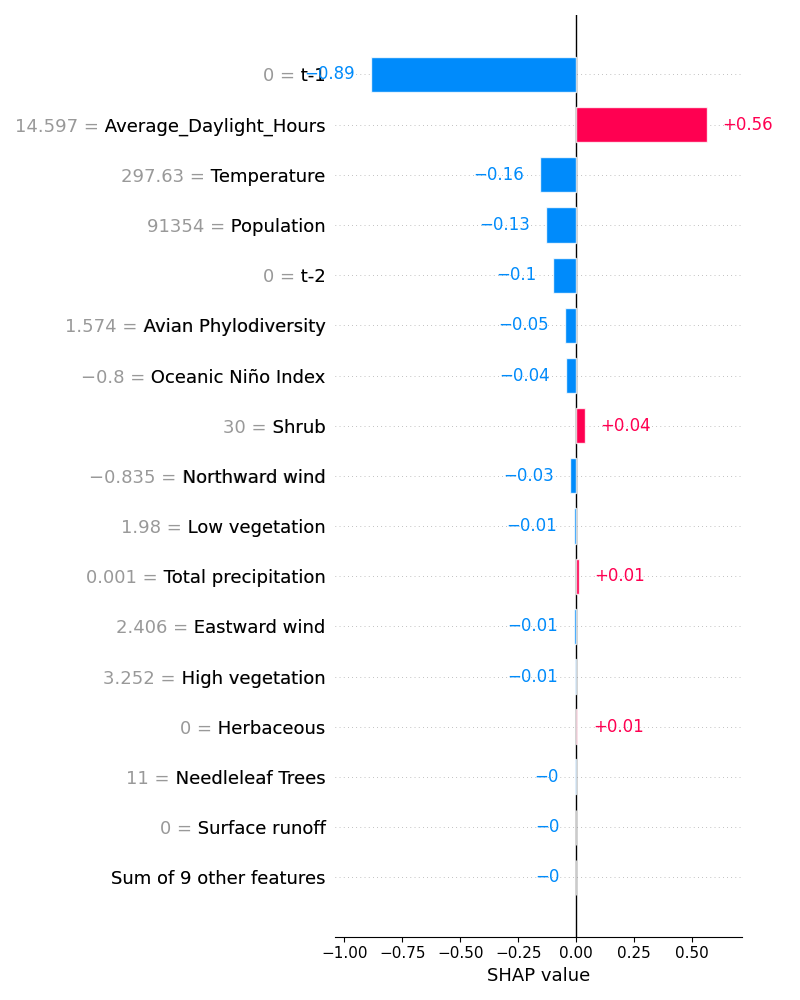 0 = t-1 −0.89
14.597 = Average_Daylight_Hours +0.56
297.63 = Temperature −0.16
91354 = Population −0.13
0 = t-2 −0.1
1.574 = Avian Phylodiversity −0.05
−0.8 = Oceanic Niño Index −0.04
30 = Shrub +0.04
−0.835 = Northward wind −0.03
1.98 = Low vegetation −0.01
0.001 = Total precipitation +0.01
2.406 = Eastward wind −0.01
3.252 = High vegetation −0.01
0 = Herbaceous +0.01
11 = Needleleaf Trees −0
0 = Surface runoff −0
Sum of 9 other features −0
−1.00 −0.75 −0.50 −0.25 0.00 0.25 0.50
SHAP value